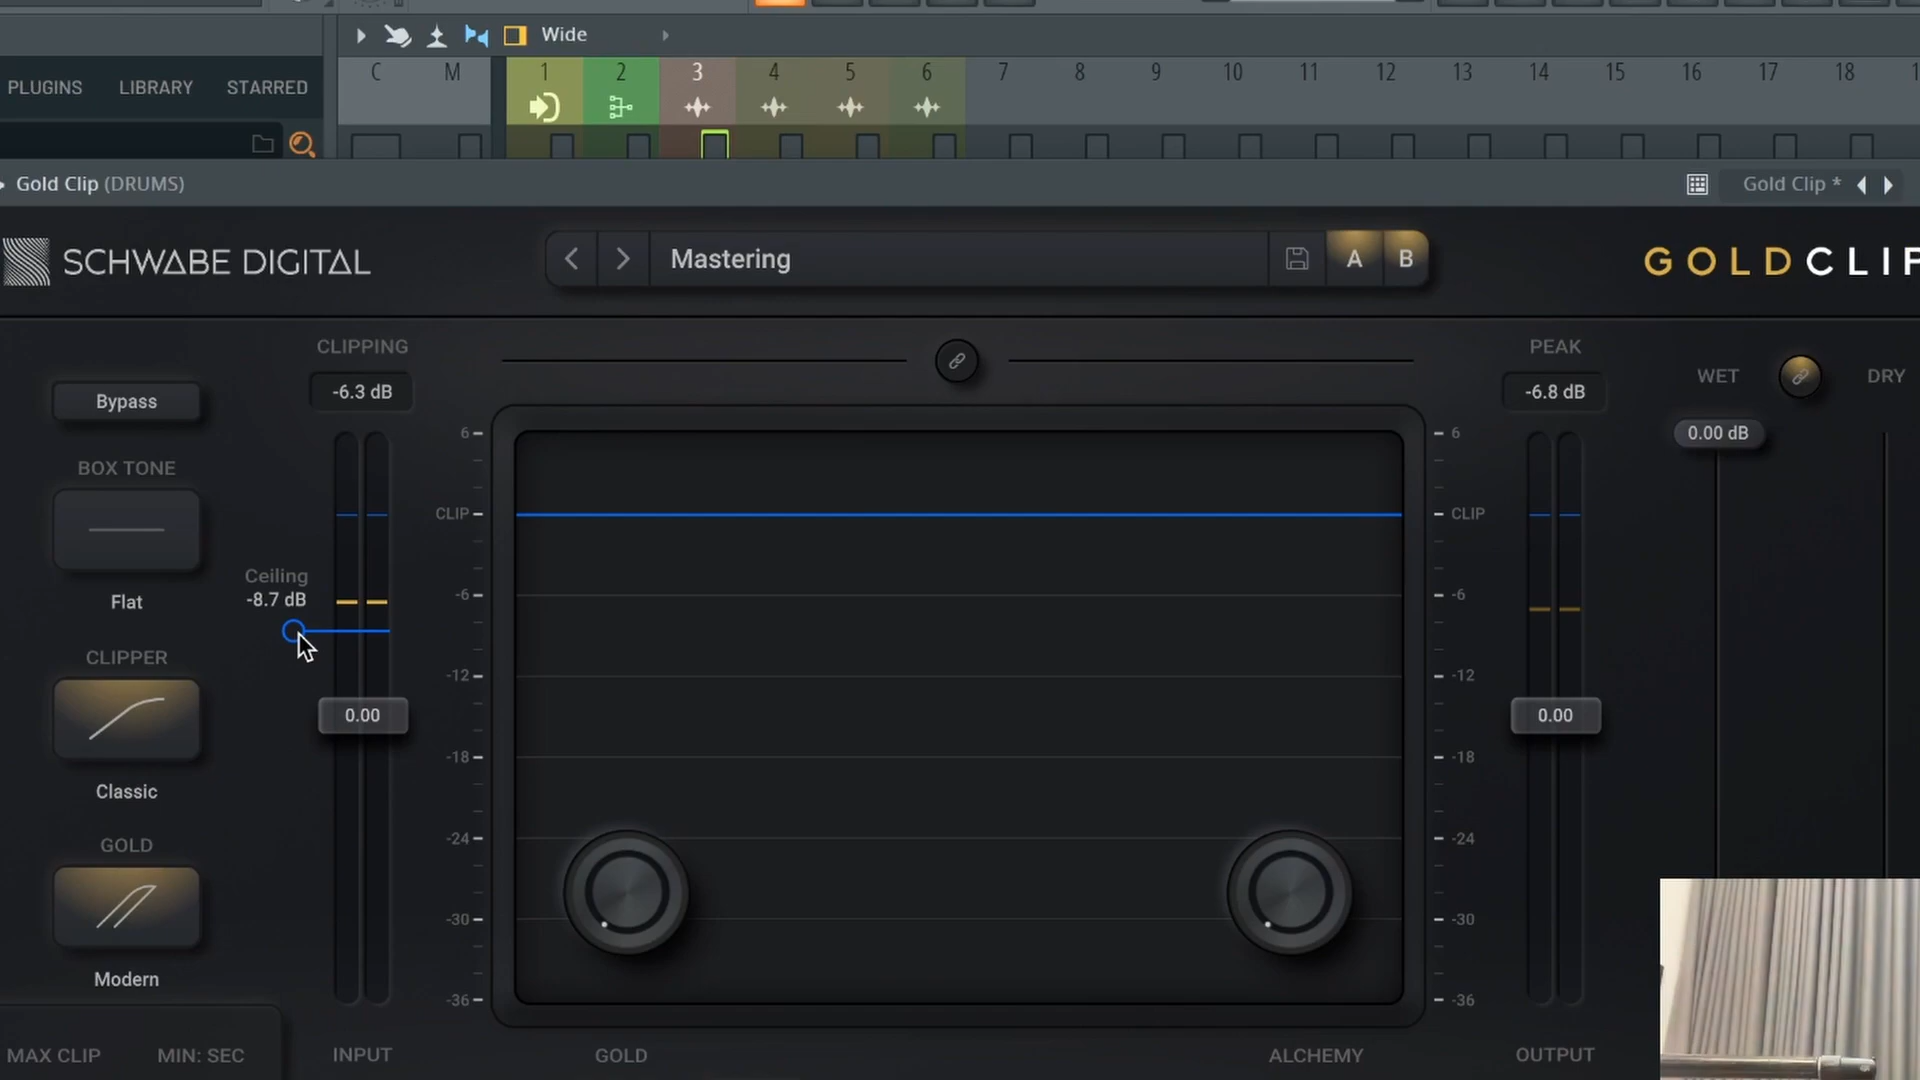 Wide
PLUGINS LIBRARY STARRED
C M 1 2 3 4 5 6 7 8 9 10 11 12 13 14 15 16 17 18
Gold Clip (DRUMS)
Gold Clip *
SCHWABE DIGITAL
Mastering
A B
GOLDCLIP
CLIPPING
-6.3 dB
PEAK
-6.8 dB
WET
DRY
0.00 dB
Bypass
BOX TONE
Flat
CLIPPER
Classic
GOLD
Modern
Ceiling
-8.7 dB
0.00
6
CLIP
-6
-12
-18
-24
-30
-36
6
CLIP
-6
-12
-18
-24
-30
-36
0.00
MAX CLIP MIN: SEC
INPUT
GOLD
ALCHEMY
OUTPUT